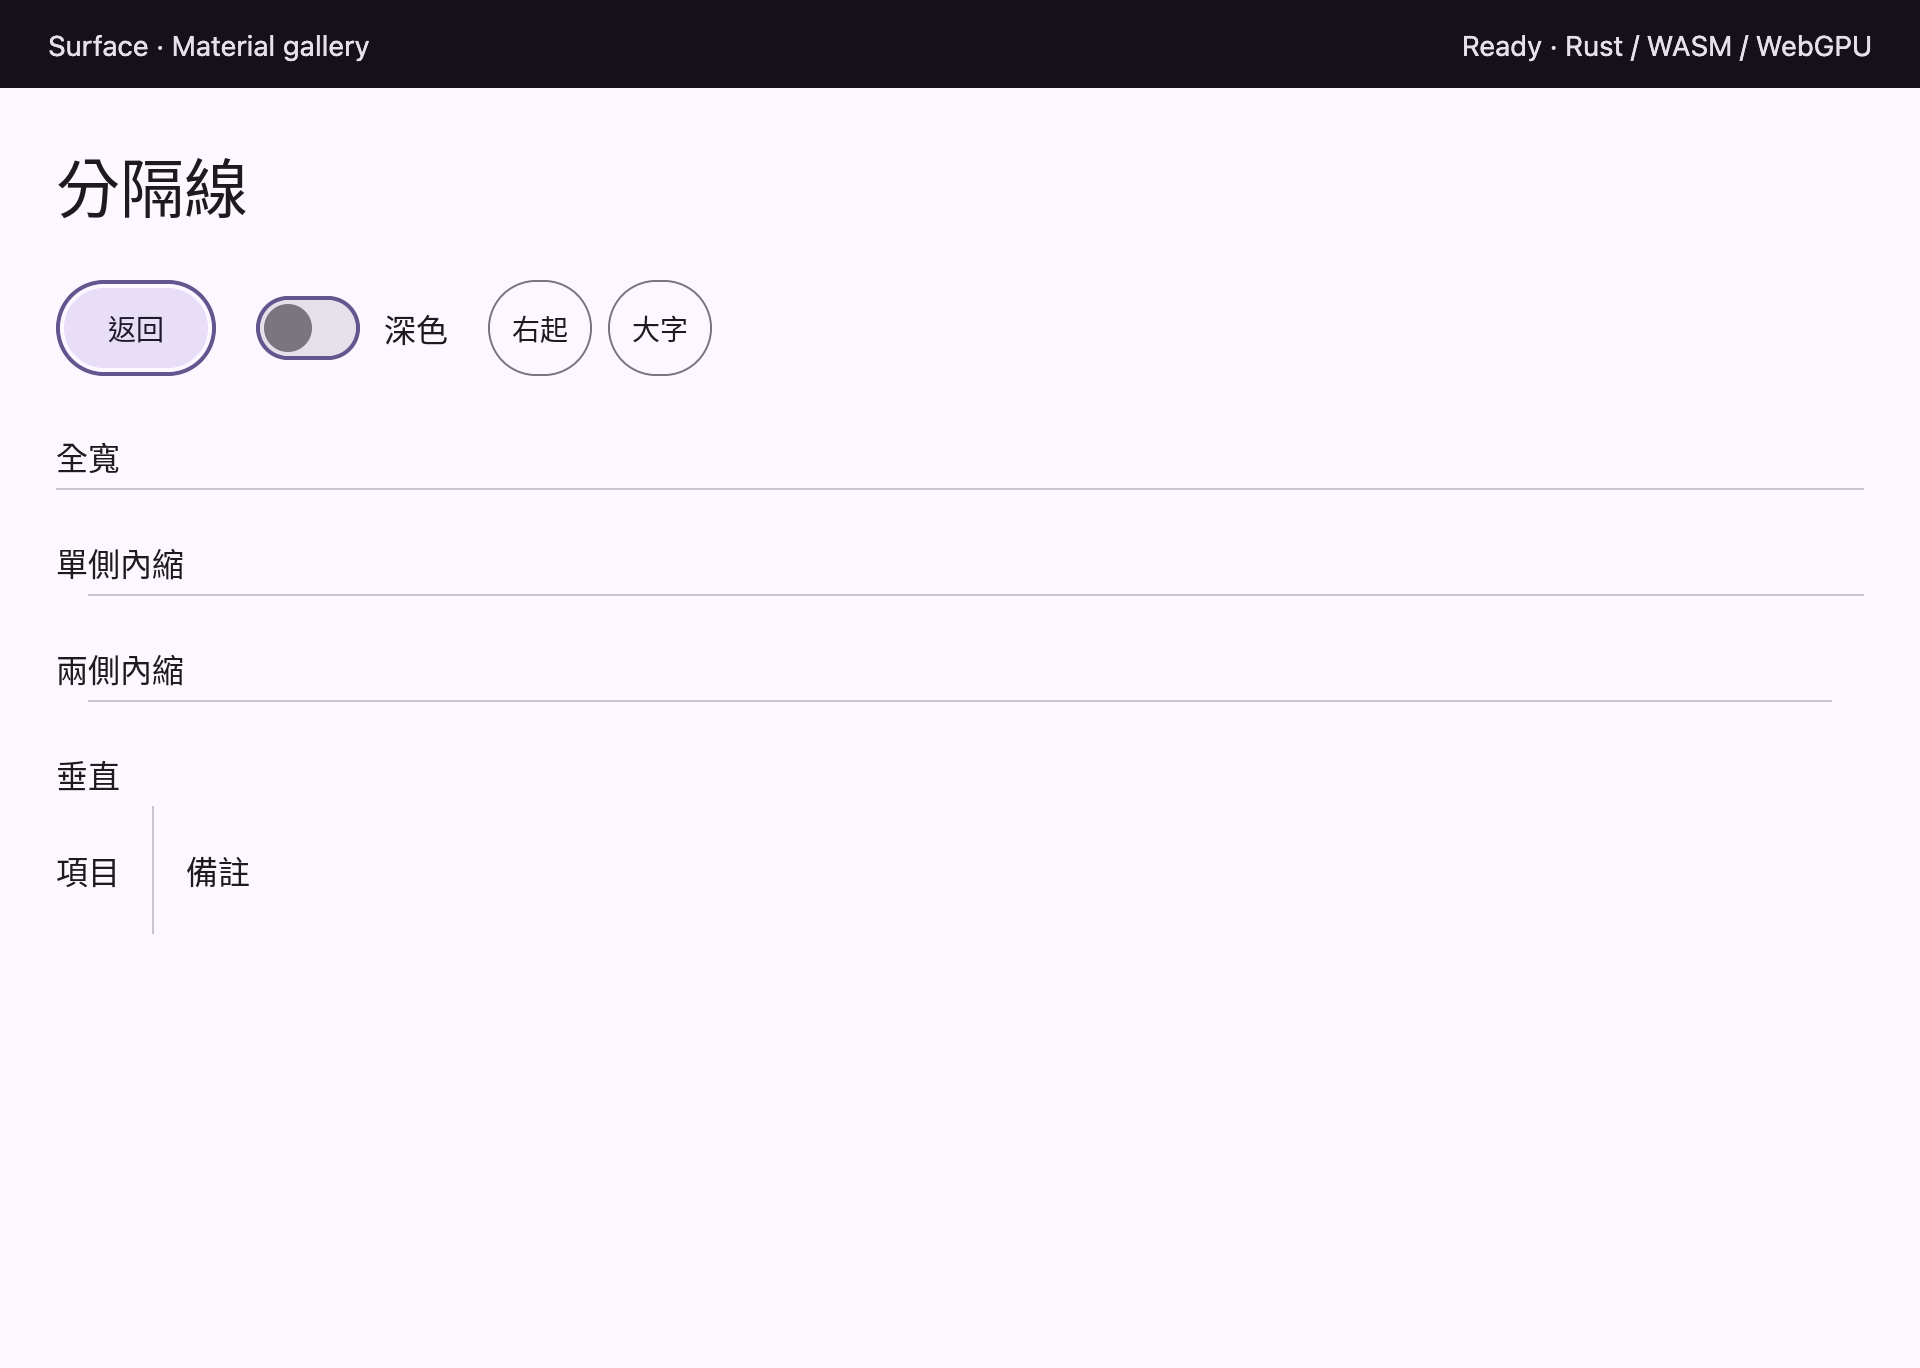 Surface · Material gallery
Ready · Rust / WASM / WebGPU
分隔線
返回
深色
右起
大字
全寬
單側內縮
兩側內縮
垂直
項目
備註